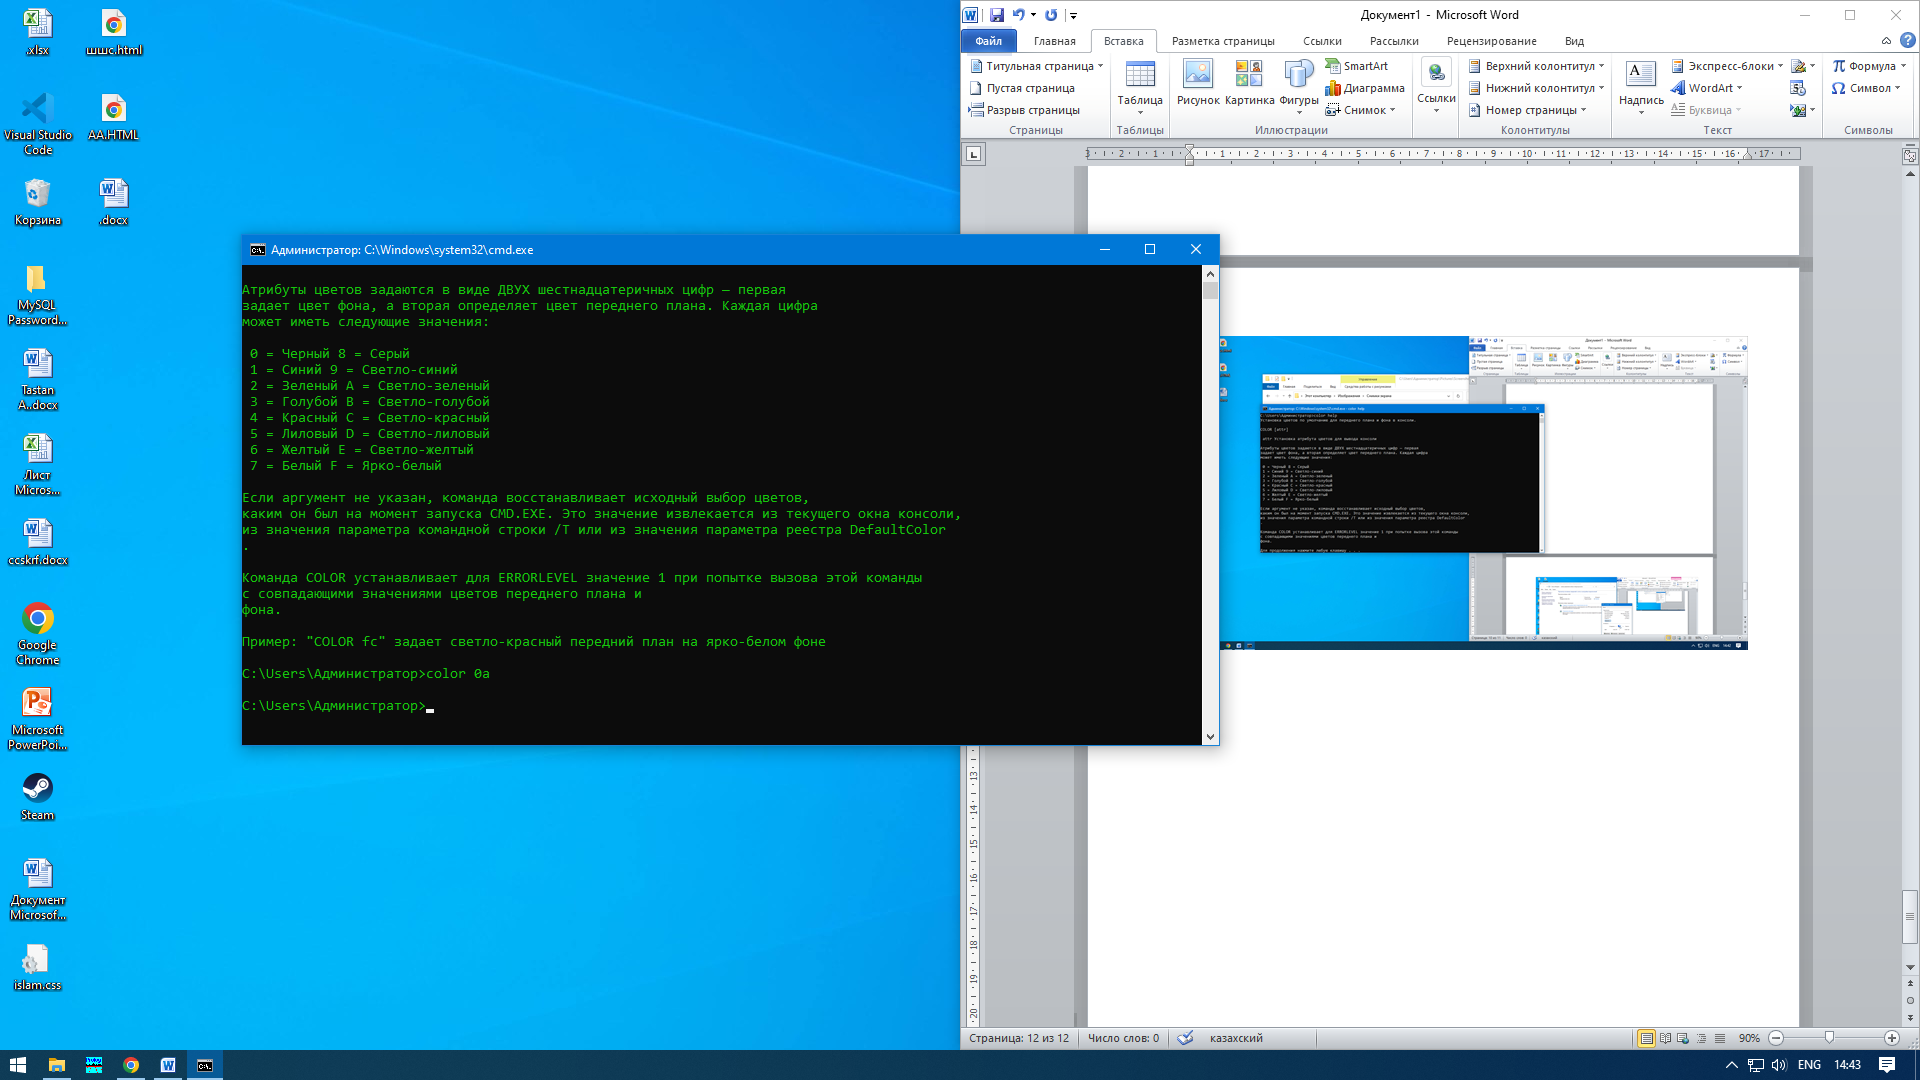 .xlsx
шшс.html
Visual Studio
Code
AA.HTML
Корзина
.docx
MySQL
Password...
Tastan
A..docx
Лист
Micros...
ccskrf.docx
Google
Chrome
Microsoft
PowerPoi...
Steam
Документ
Microsof...
islam.css
Администратор: C:\Windows\system32\cmd.exe
Атрибуты цветов задаются в виде ДВУХ шестнадцатеричных цифр — первая
задает цвет фона, а вторая определяет цвет переднего плана. Каждая цифра
может иметь следующие значения:
0 = Черный 8 = Серый
1 = Синий 9 = Светло-синий
2 = Зеленый A = Светло-зеленый
3 = Голубой B = Светло-голубой
4 = Красный C = Светло-красный
5 = Лиловый D = Светло-лиловый
6 = Желтый E = Светло-желтый
7 = Белый F = Ярко-белый
Если аргумент не указан, команда восстанавливает исходный выбор цветов,
каким он был на момент запуска CMD.EXE. Это значение извлекается из текущего окна консоли,
из значения параметра командной строки /T или из значения параметра реестра DefaultColor
.
Команда COLOR устанавливает для ERRORLEVEL значение 1 при попытке вызова этой команды
с совпадающими значениями цветов переднего плана и
фона.
Пример: "COLOR fc" задает светло-красный передний план на ярко-белом фоне
C:\Users\Администратор>color 0a
C:\Users\Администратор>
Документ1 - Microsoft Word
Файл Главная Вставка Разметка страницы Ссылки Рассылки Рецензирование Вид
Титульная страница
Пустая страница
Разрыв страницы
Страницы
Таблица
Таблицы
Рисунок Картинка Фигуры
SmartArt
Диаграмма
Снимок
Иллюстрации
Ссылки
Верхний колонтитул
Нижний колонтитул
Номер страницы
Колонтитулы
Надпись
Экспресс-блоки
WordArt
Буквица
Текст
Формула
Символ
Символы
Страница: 12 из 12 Число слов: 0 казахский 90%
ENG 14:43